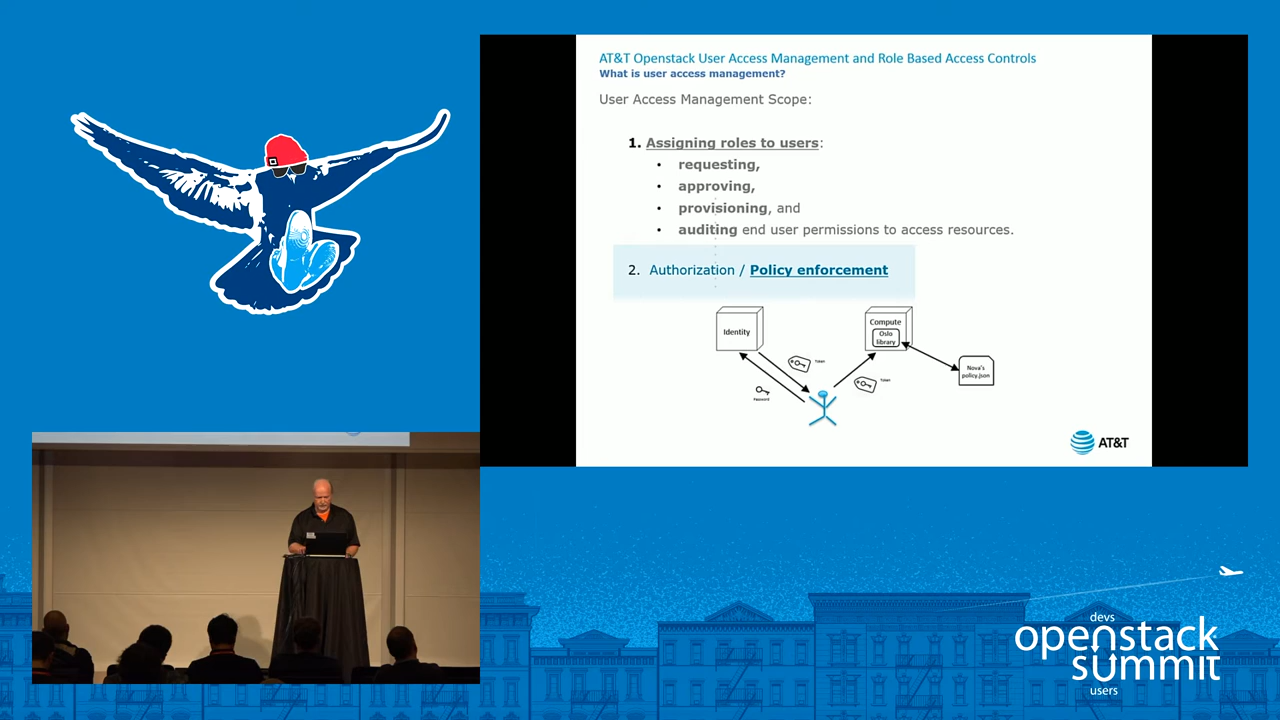 AT&T Openstack User Access Management and Role Based Access Controls
What is user access management?
User Access Management Scope:
1. Assigning roles to users:
• requesting,
• approving,
• provisioning, and
• auditing end user permissions to access resources.
2. Authorization / Policy enforcement
Identity
Compute
Oslo
library
Token
Token
Nova's
policy.json
Password
AT&T
devs
openstack
summit
users